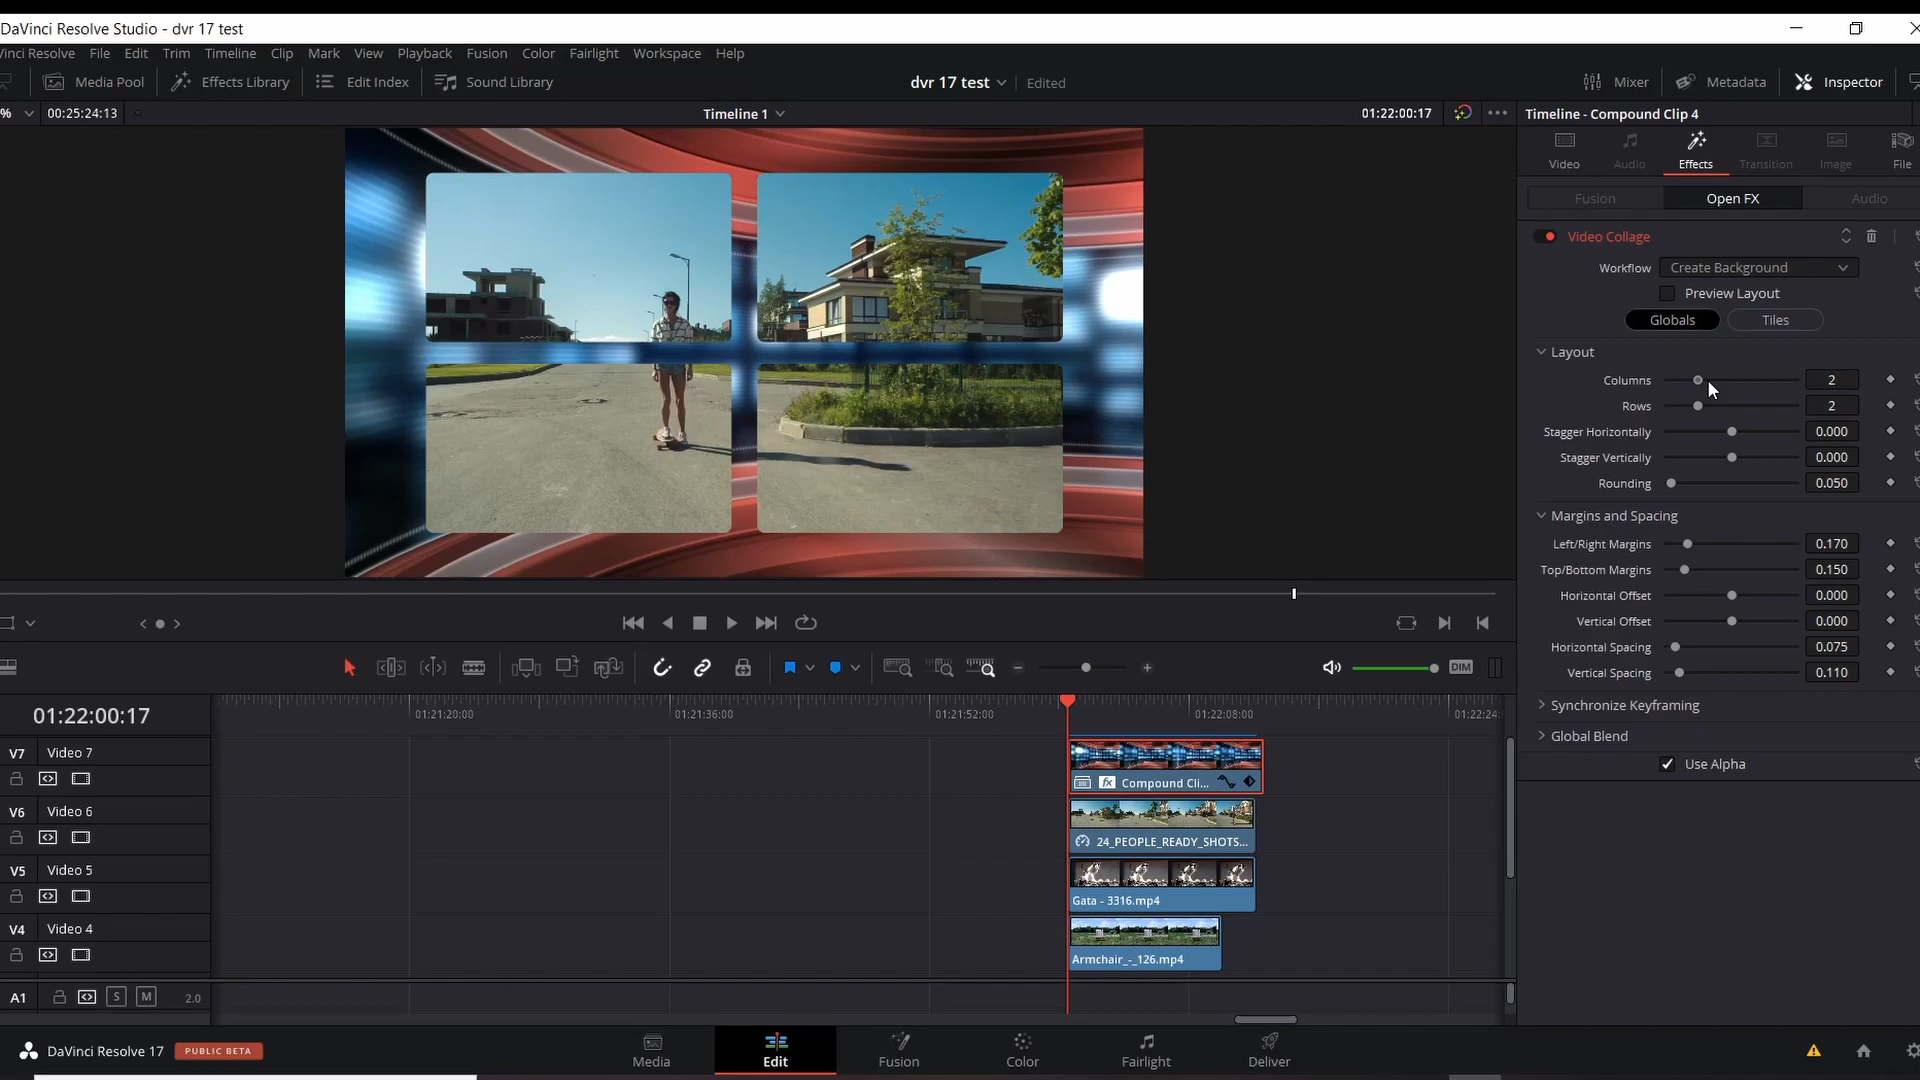 DaVinci Resolve Studio - dvr 17 test
Vinci Resolve File Edit Trim Timeline Clip Mark View Playback Fusion Color Fairlight Workspace Help
Media Pool Effects Library Edit Index Sound Library dvr 17 test Edited Mixer Metadata Inspector
% 00:25:24:13 Timeline 1 01:22:00:17 Timeline - Compound Clip 4
Video Audio Effects Transition Image File
Fusion Open FX Audio
Video Collage
Workflow Create Background
Preview Layout
Globals Tiles
Layout
Columns 2
Rows 2
Stagger Horizontally 0.000
Stagger Vertically 0.000
Rounding 0.050
Margins and Spacing
Left/Right Margins 0.170
Top/Bottom Margins 0.150
Horizontal Offset 0.000
Vertical Offset 0.000
Horizontal Spacing 0.075
Vertical Spacing 0.110
Synchronize Keyframing
Global Blend
Use Alpha
DIM
01:22:00:17 01:21:20:00 01:21:36:00 01:21:52:00 01:22:08:00 01:22:24:
V7 Video 7
fx Compound Cli...
V6 Video 6
24_PEOPLE_READY_SHOTS...
V5 Video 5
Gata - 3316.mp4
V4 Video 4
Armchair_-_126.mp4
A1 S M 2.0
DaVinci Resolve 17 PUBLIC BETA
Media Edit Fusion Color Fairlight Deliver